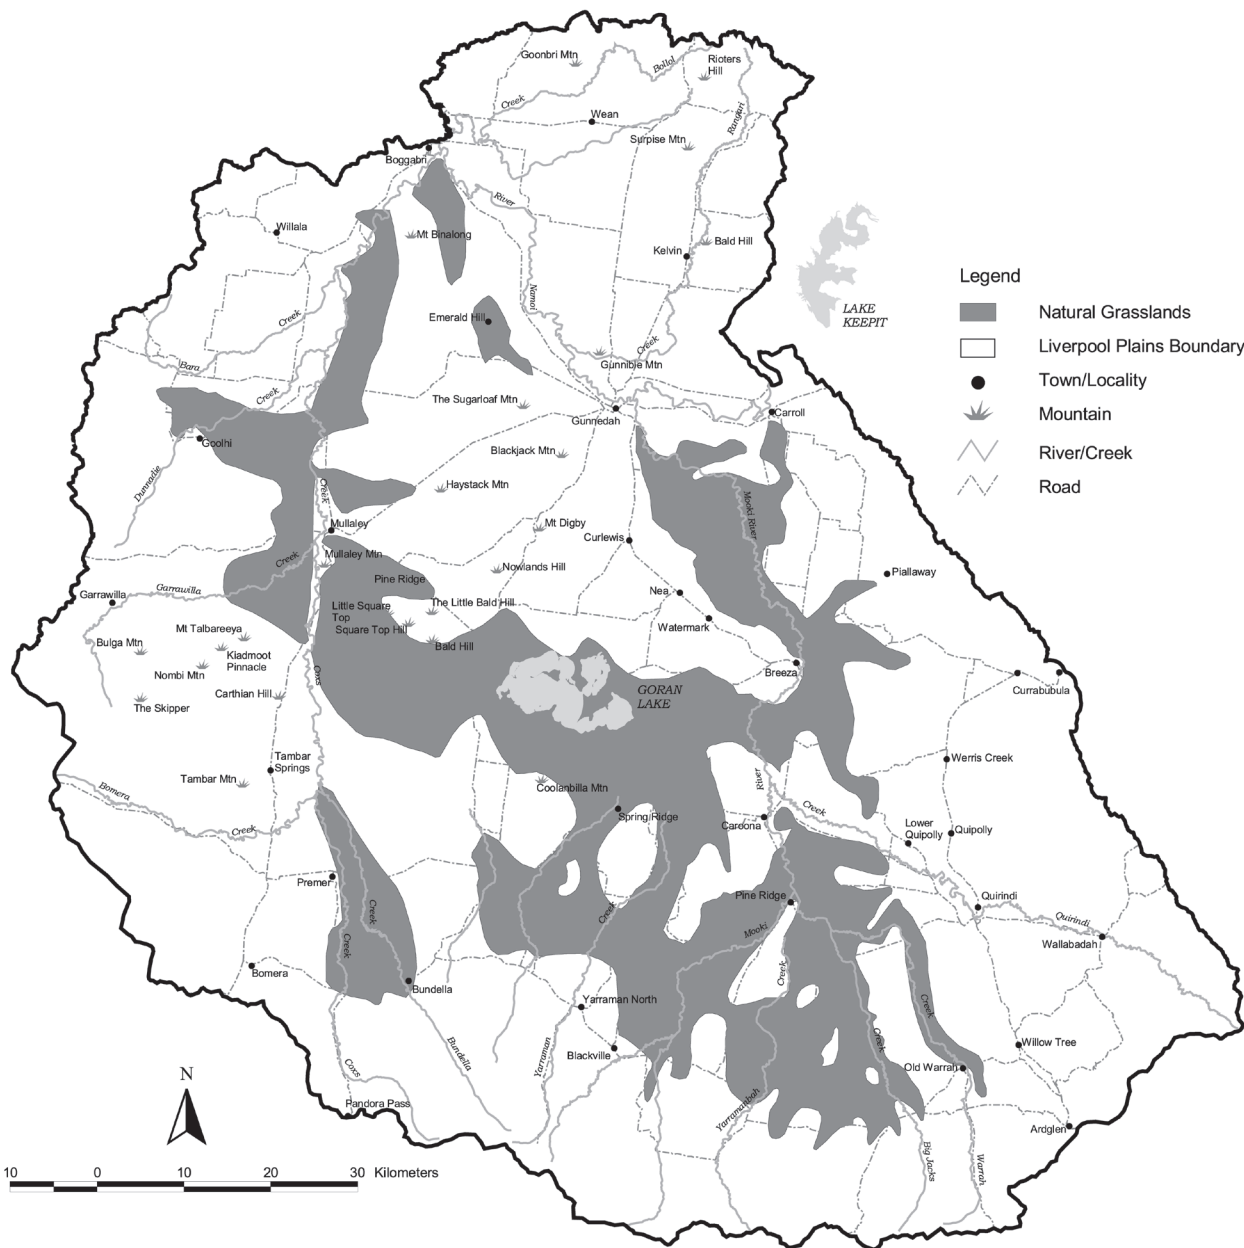 Goonbri Mtn
Bollol
Rioters
Hill
Creek
Wean
Rangari
Surpise Mtn
Boggabri
River
Willala
Mt Binalong
Kelvin
Bald Hill
Namoi
Emerald Hill
Creek
Creek
Gunnible Mtn
Bara
Creek
The Sugarloaf Mtn
Gunnedah
Carroll
Goolhi
Blackjack Mtn
Dunnadie
Creek
Haystack Mtn
Mooki River
Mullaley
Mt Digby
Curlewis
Mullaley Mtn
Creek
Nowlands Hill
Pine Ridge
Piallaway
Garrawilla
Garrawilla
Nea
Little Square
Top
The Little Bald Hill
Square Top Hill
Watermark
Mt Talbareeya
Bulga Mtn
Bald Hill
Kiadmoot
Pinnacle
Nombi Mtn
Coxs
Breeza
Carthian Hill
GORAN
LAKE
Currabubula
The Skipper
Tambar
Springs
Werris Creek
Tambar Mtn
Coolanbilla Mtn
River
Bomera
Creek
Spring Ridge
Creek
Caroona
Lower
Quipolly
Quipolly
Premer
Pine Ridge
Quirindi
Creek
Creek
Creek
Mooki
Quirindi
Wallabadah
Bomera
Creek
Bundella
Yarraman North
Creek
Creek
Blackville
Willow Tree
Bundella
Yarraman
Old Warrah
Coxs
Pandora Pass
Yarramanbah
Ardglen
Big Jacks
Warrah
LAKE
KEEPIT
Legend
Natural Grasslands
Liverpool Plains Boundary
Town/Locality
Mountain
River/Creek
Road
N
10 0 10 20 30 Kilometers